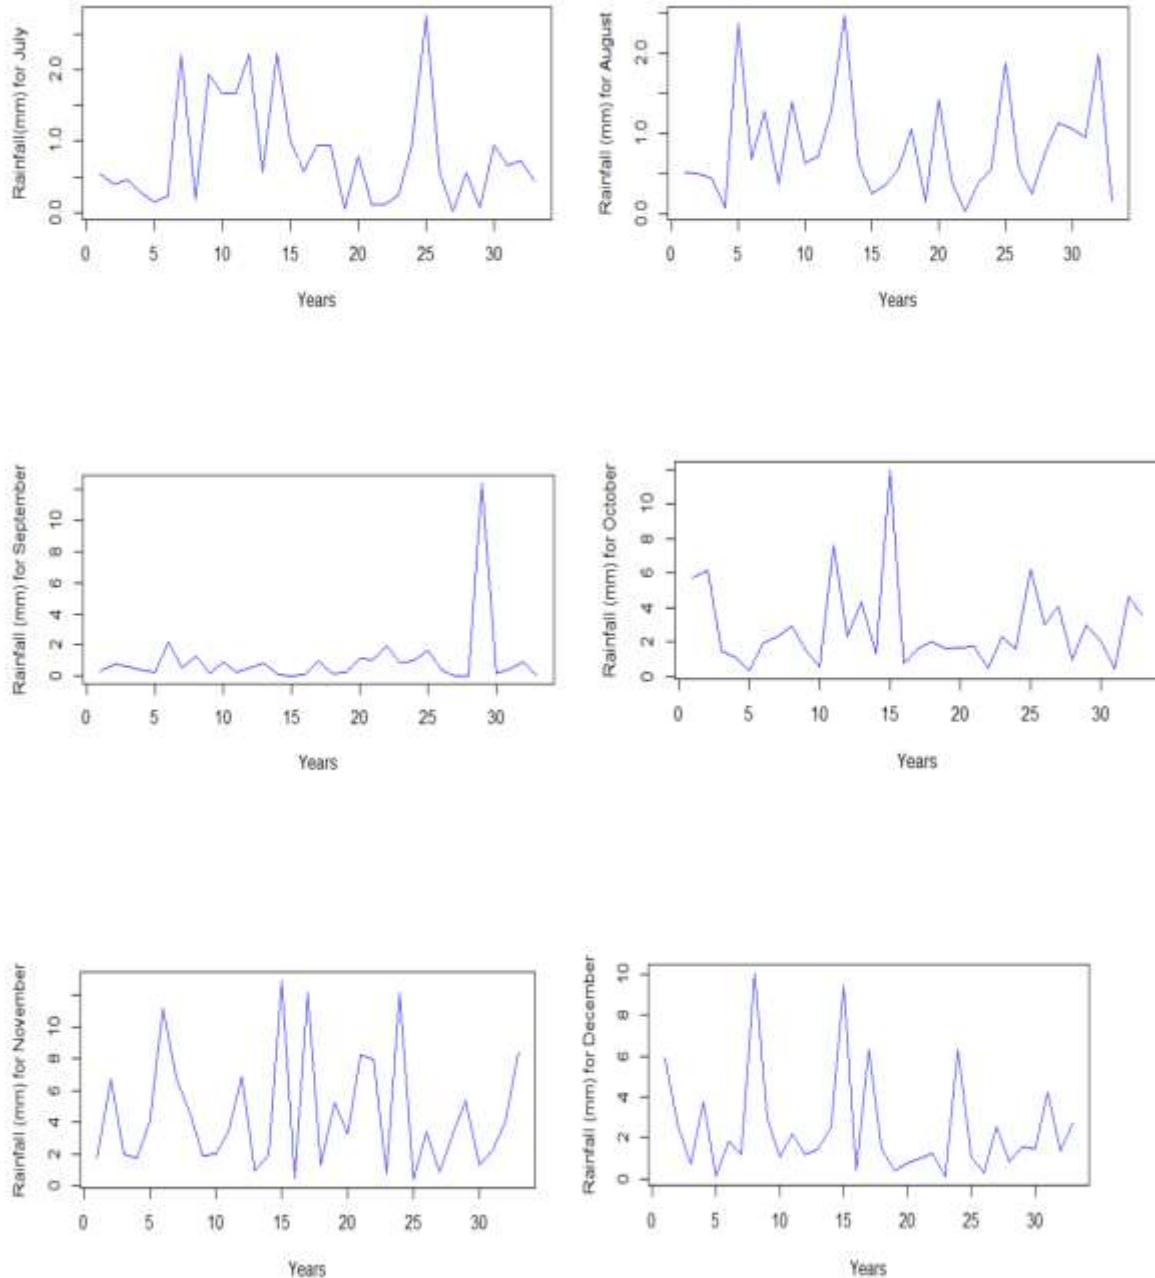 Rainfall(mm) for July
0.0 1.0 2.0
0 5 10 15 20 25 30
Years
Rainfall (mm) for August
0.0 1.0 2.0
0 5 10 15 20 25 30
Years
Rainfall (mm) for September
0 2 4 6 8 10
0 5 10 15 20 25 30
Years
Rainfall (mm) for October
0 2 4 6 8 10
0 5 10 15 20 25 30
Years
Rainfall (mm) for November
0 2 4 6 8 10
0 5 10 15 20 25 30
Years
Rainfall (mm) for December
0 2 4 6 8 10
0 5 10 15 20 25 30
Years